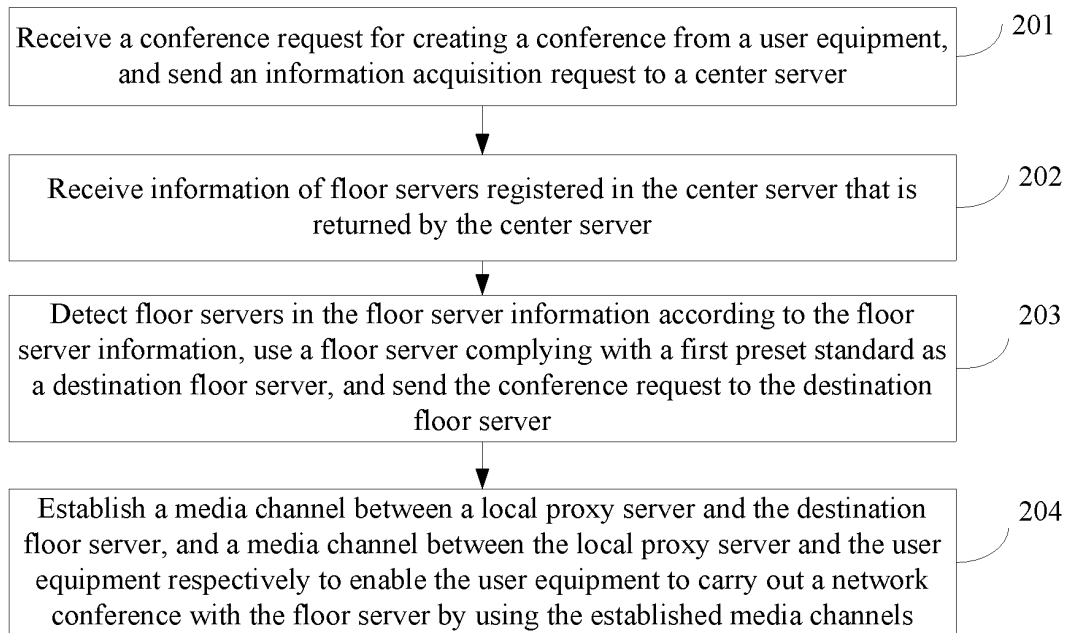 Receive a conference request for creating a conference from a user equipment,
and send an information acquisition request to a center server
201
Receive information of floor servers registered in the center server that is
returned by the center server
202
Detect floor servers in the floor server information according to the floor
server information, use a floor server complying with a first preset standard as
a destination floor server, and send the conference request to the destination
floor server
203
Establish a media channel between a local proxy server and the destination
floor server, and a media channel between the local proxy server and the user
equipment respectively to enable the user equipment to carry out a network
conference with the floor server by using the established media channels
204